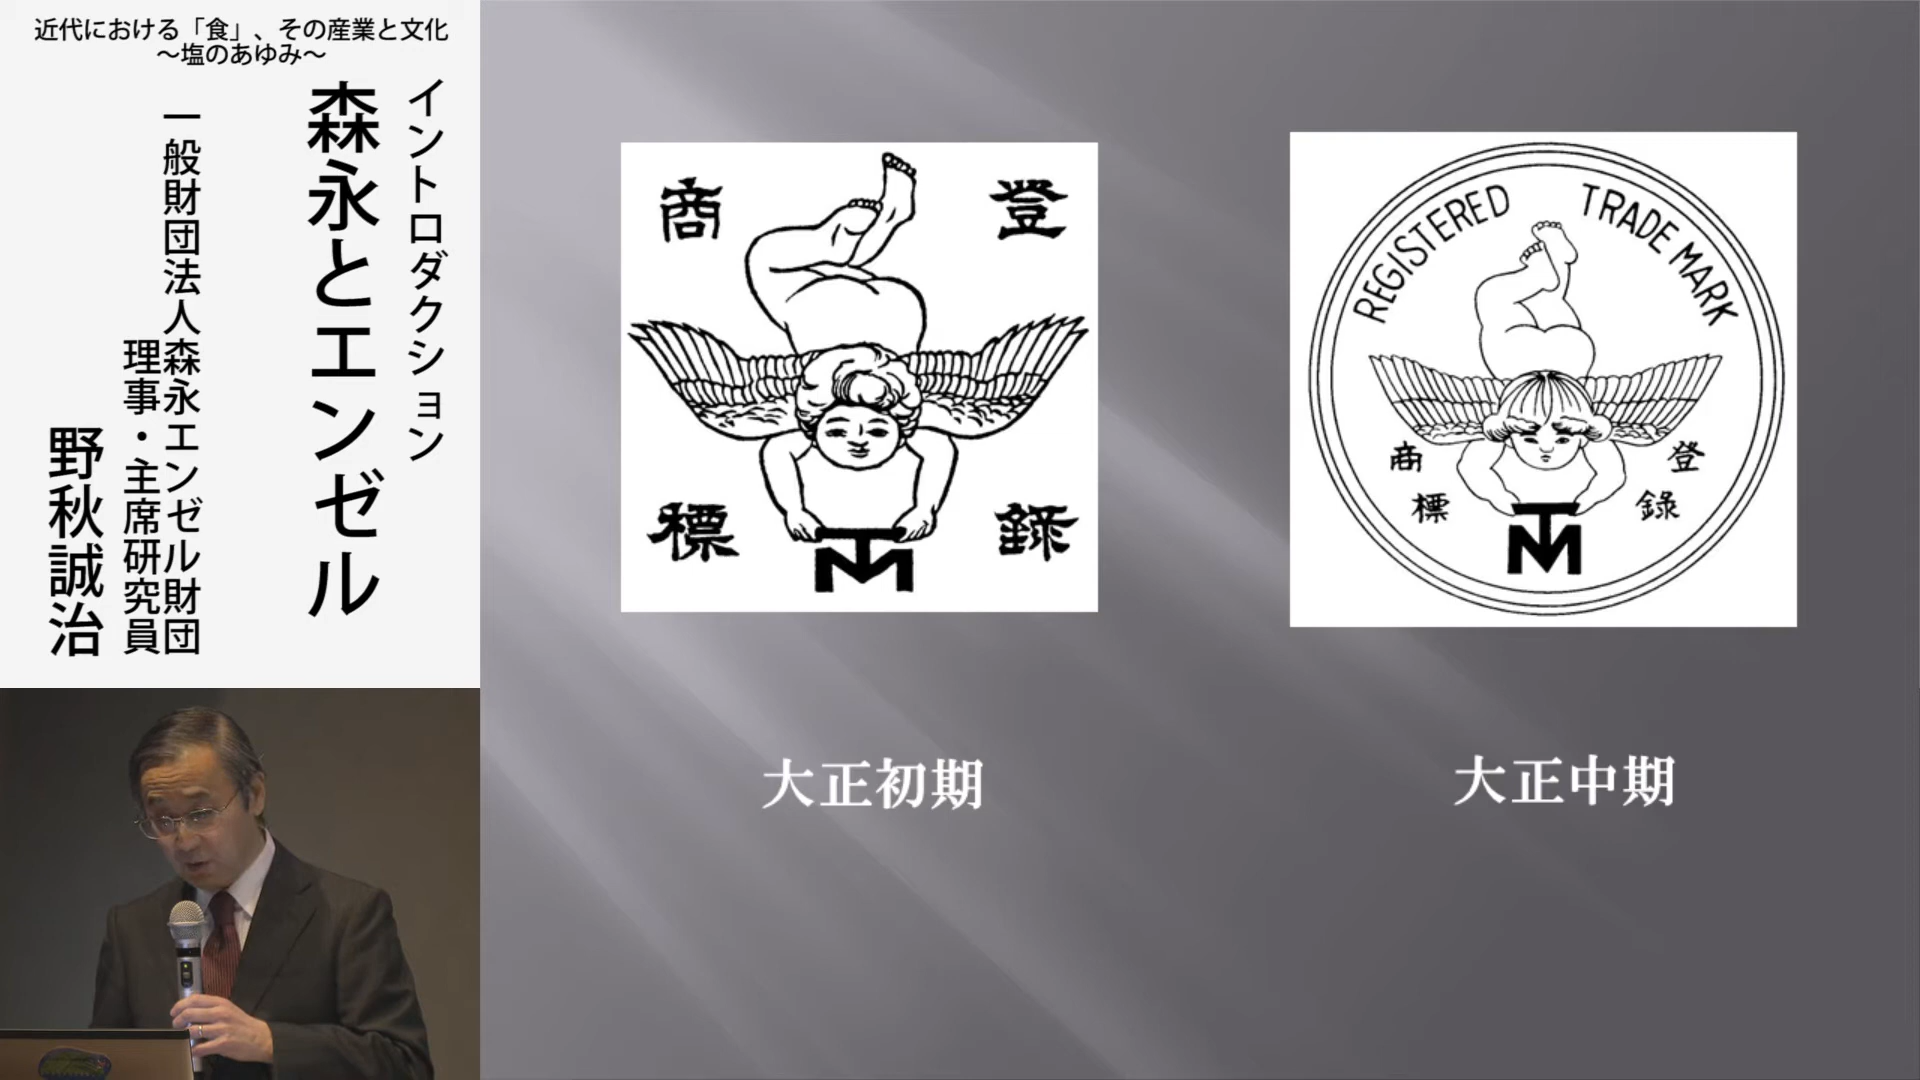 近代における「食」、その産業と文化
～塩のあゆみ～
イントロダクション
森永とエンゼル
一般財団法人森永エンゼル財団
理事・主席研究員
野秋誠治
登録
商標
TM
大正初期
REGISTERED TRADE MARK
登録
商標
TM
大正中期